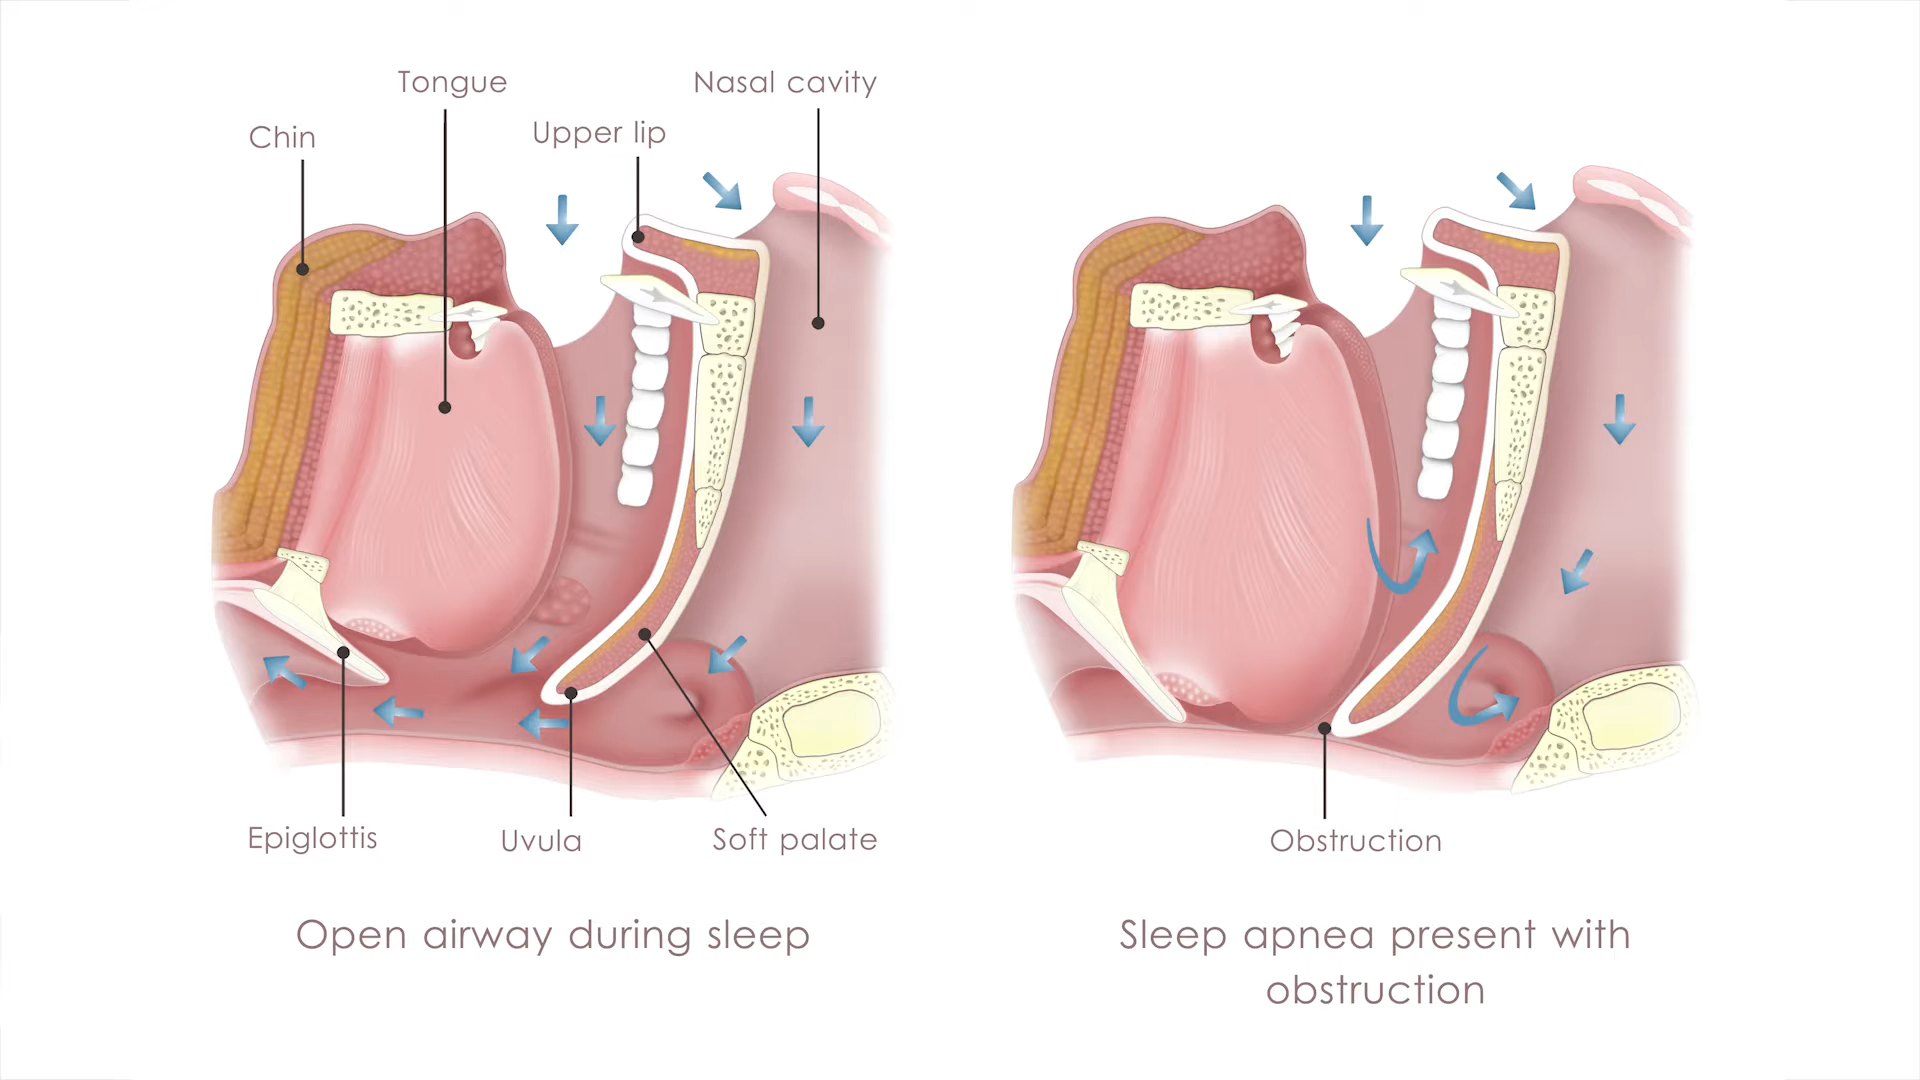 Tongue
Nasal cavity
Chin
Upper lip
Epiglottis
Uvula
Soft palate
Obstruction
Open airway during sleep
Sleep apnea present with
obstruction